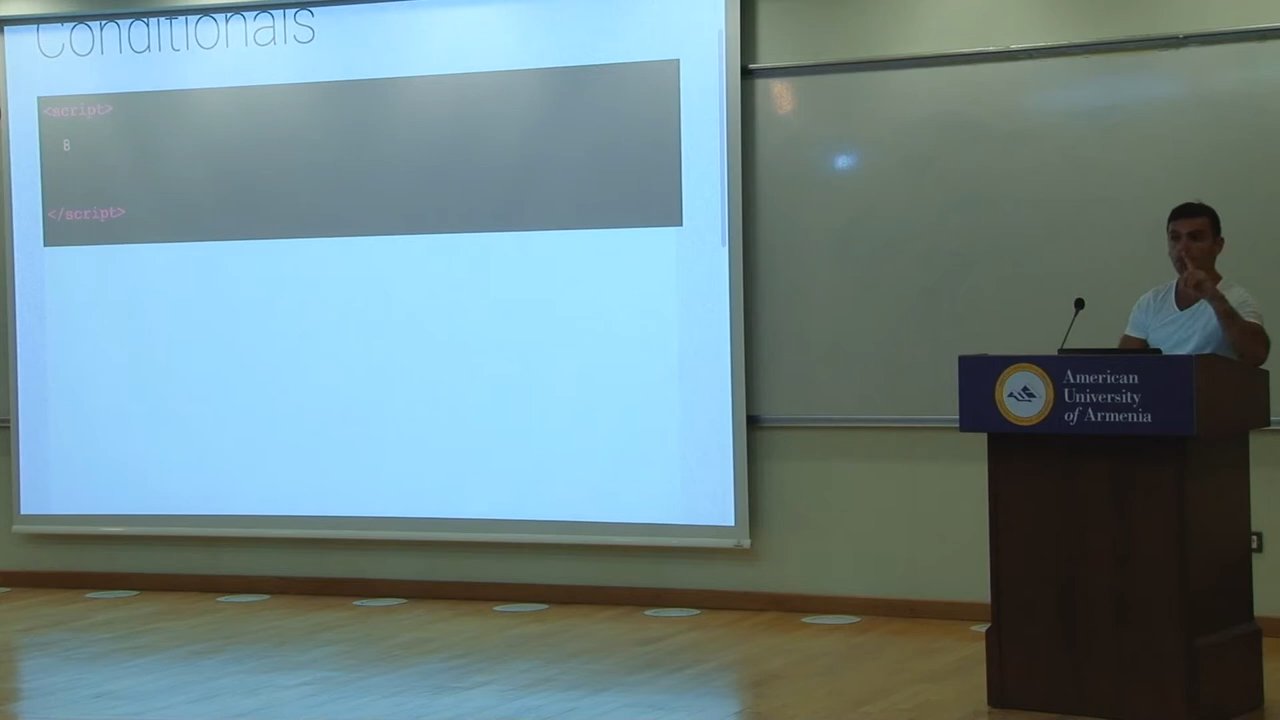 Conditionals
<script>
8
</script>
American
University
of Armenia